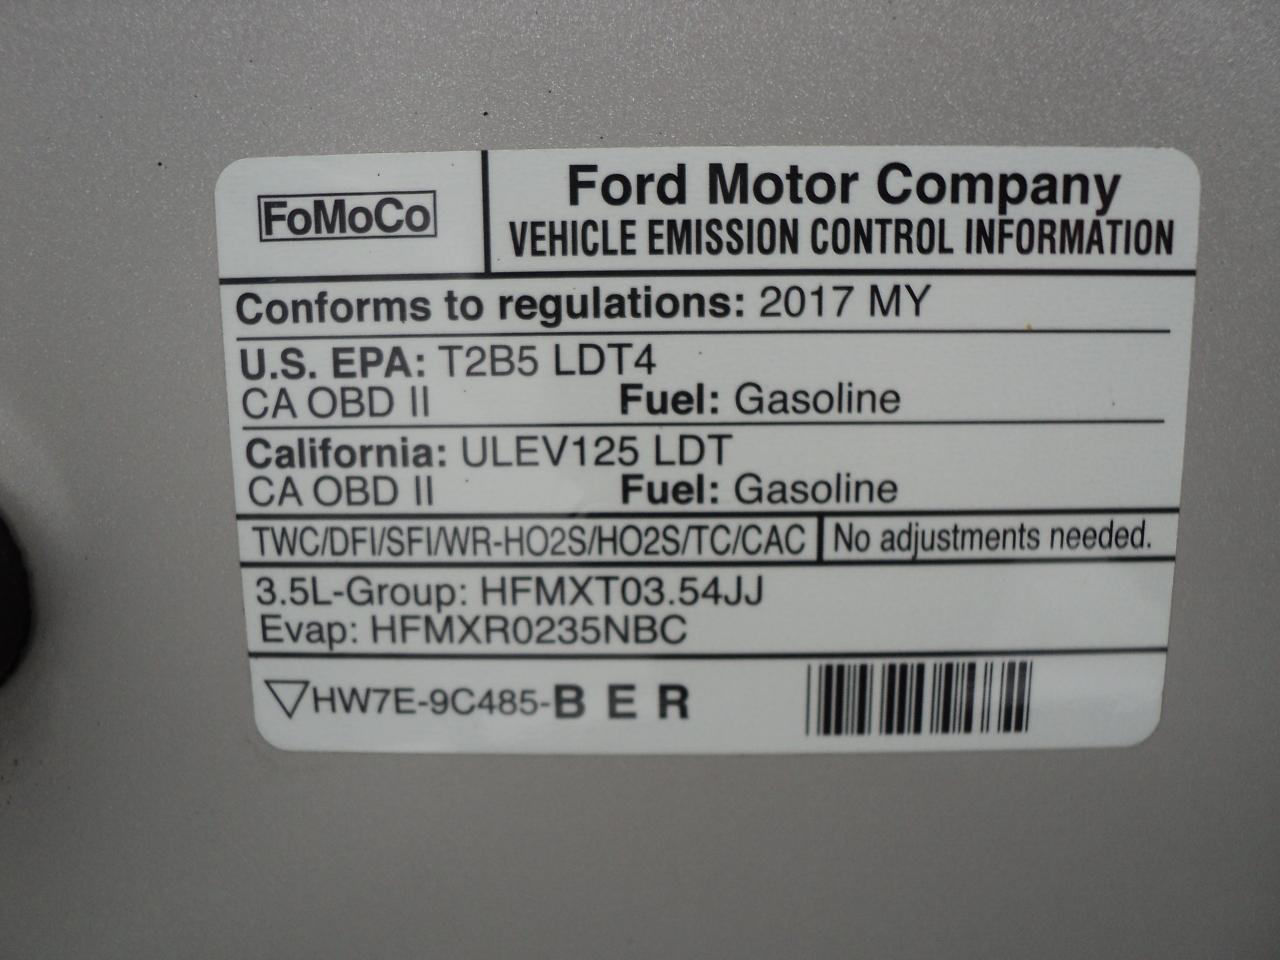 FoMoCo
Ford Motor Company
VEHICLE EMISSION CONTROL INFORMATION
Conforms to regulations: 2017 MY
U.S. EPA: T2B5 LDT4
CA OBD II Fuel: Gasoline
California: ULEV125 LDT
CA OBD II Fuel: Gasoline
TWC/DFI/SFI/WR-HO2S/HO2S/TC/CAC No adjustments needed.
3.5L-Group: HFMXT03.54JJ
Evap: HFMXR0235NBC
▽HW7E-9C485-B E R